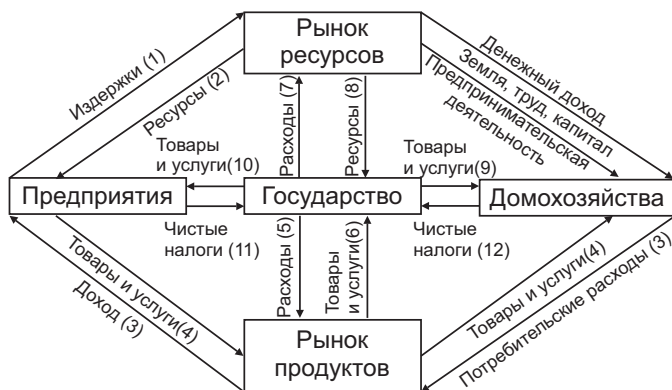 Рынок
ресурсов
Издержки (1)
Ресурсы (2)
Расходы (7)
Ресурсы (8)
Денежный доход
Земля, труд, капитал
Предпринимательская
деятельность
Товары
и услуги(10)
Товары
и услуги(9)
Предприятия
Государство
Домохозяйства
Чистые
налоги (11)
Чистые
налоги (12)
Товары и услуги(4)
Доход (3)
Расходы (5)
Товары
и услуги(6)
Товары и услуги(4)
Потребительские расходы (3)
Рынок
продуктов